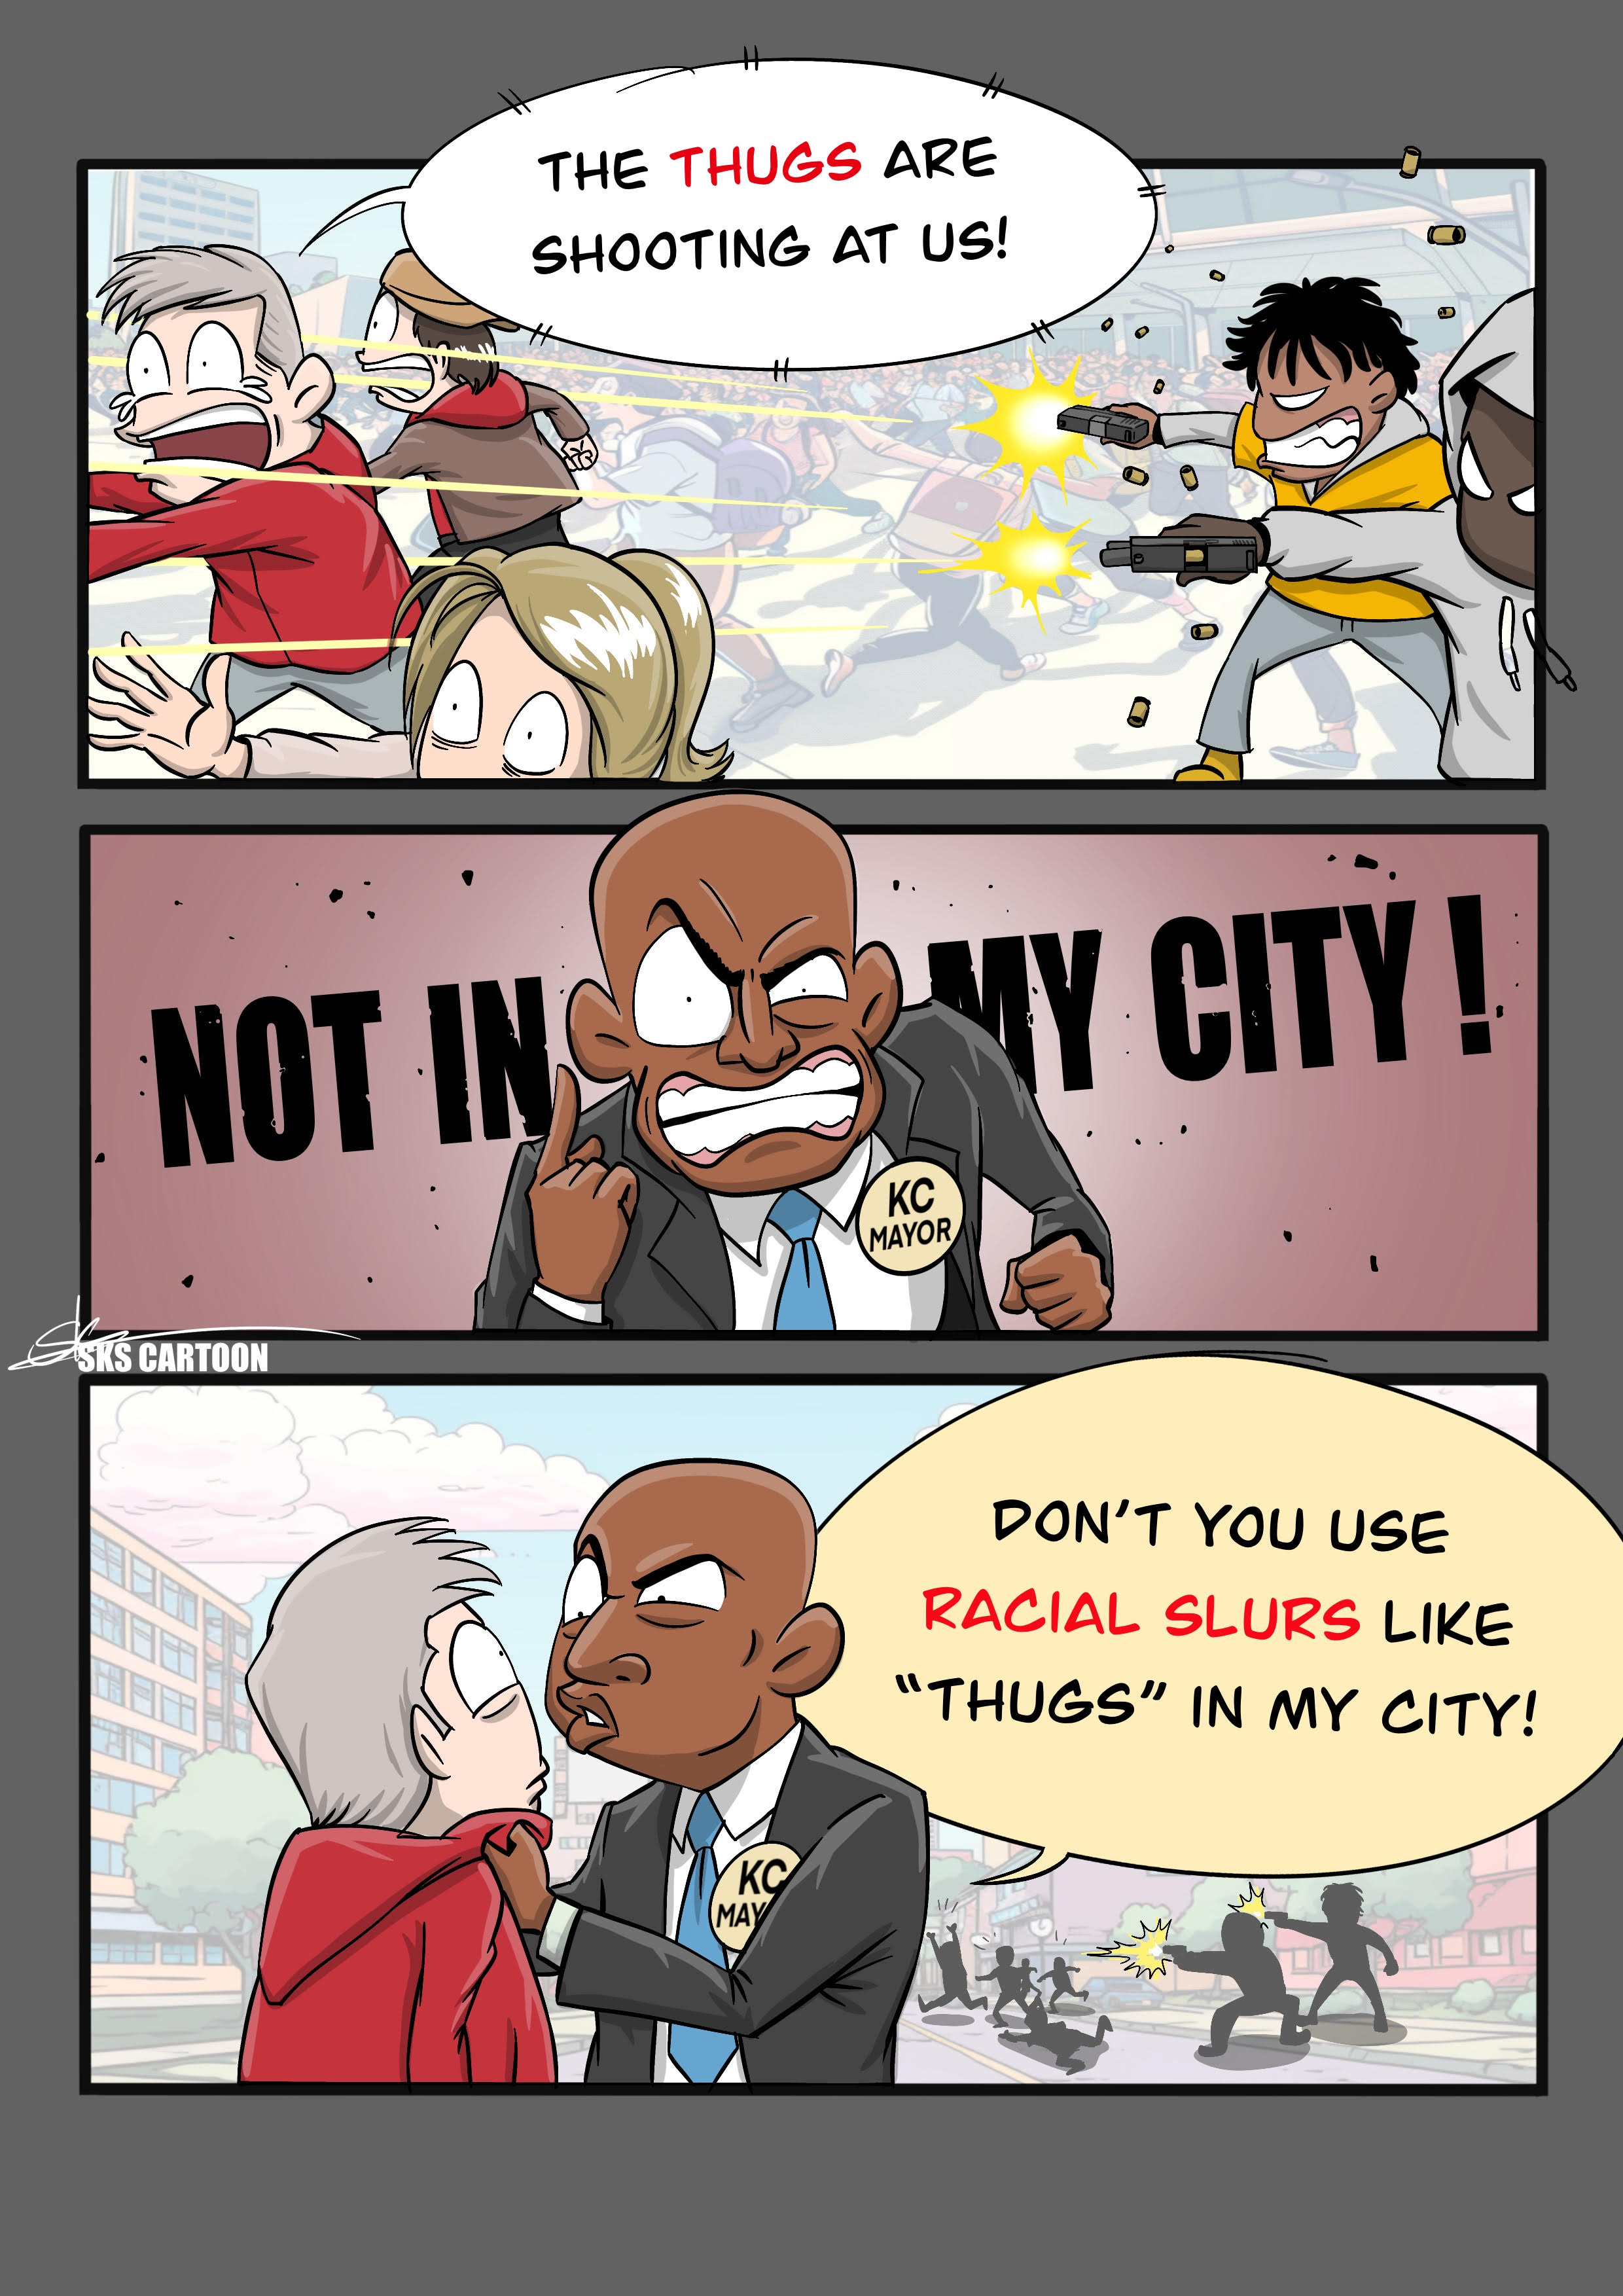 THE THUGS ARE
SHOOTING AT US!
NOT IN MY CITY!
KC
MAYOR
SKS CARTOON
DON'T YOU USE
RACIAL SLURS LIKE
"THUGS" IN MY CITY!
KC
MAY